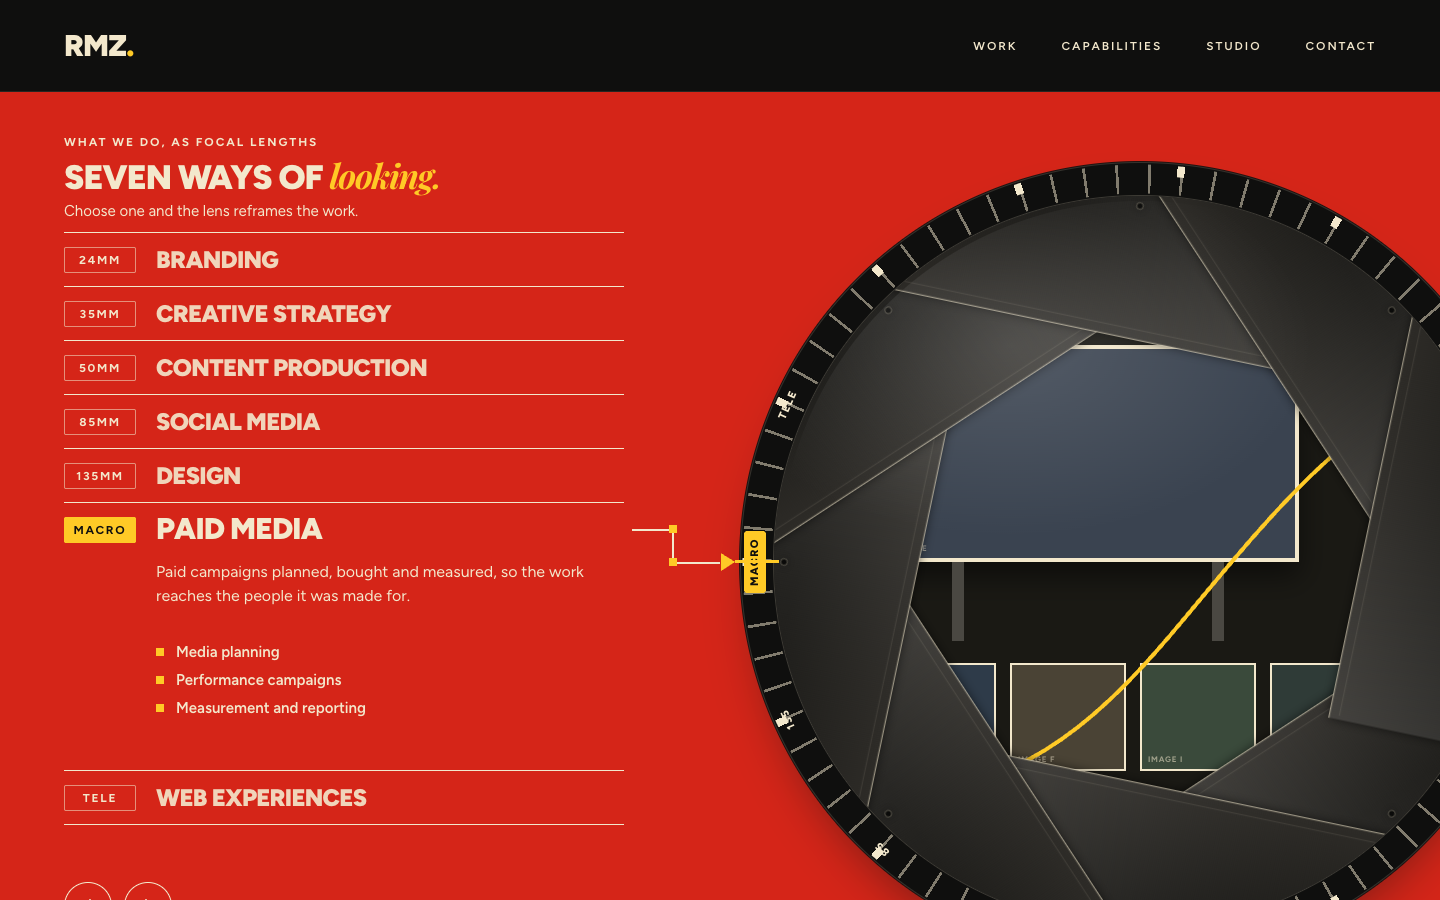 RMZ.
WORK
CAPABILITIES
STUDIO
CONTACT
WHAT WE DO, AS FOCAL LENGTHS
SEVEN WAYS OF looking.
Choose one and the lens reframes the work.
24MM BRANDING
35MM CREATIVE STRATEGY
50MM CONTENT PRODUCTION
85MM SOCIAL MEDIA
135MM DESIGN
MACRO PAID MEDIA
Paid campaigns planned, bought and measured, so the work
reaches the people it was made for.
Media planning
Performance campaigns
Measurement and reporting
TELE WEB EXPERIENCES
TELE
MACRO
135
IMAGE I